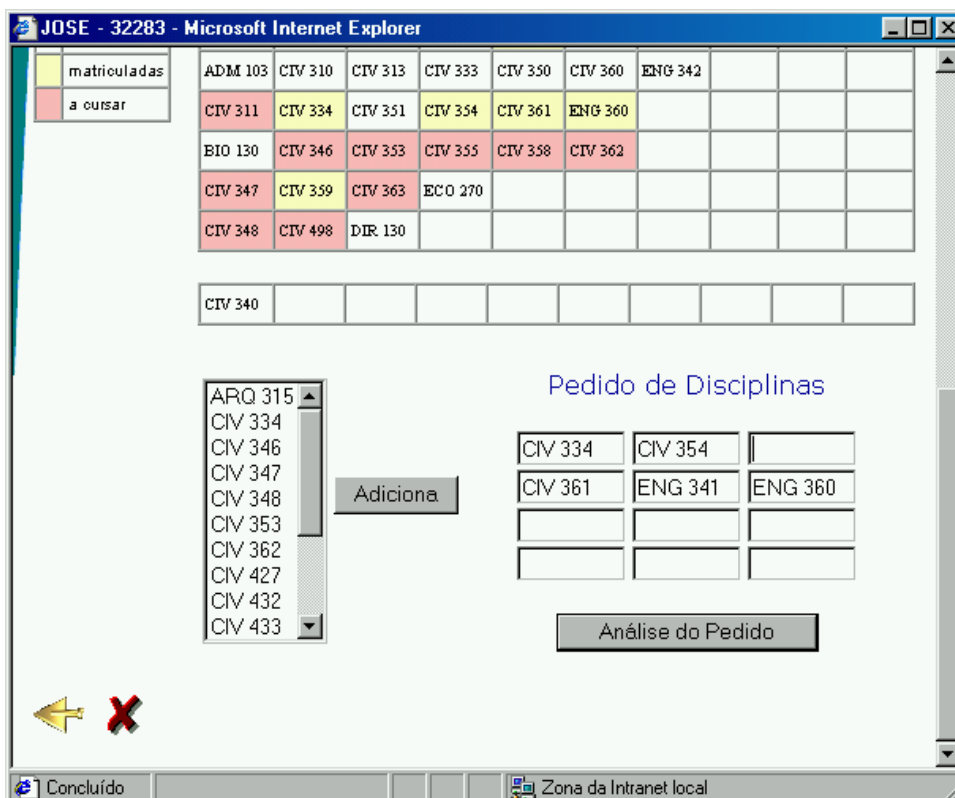 JOSE - 32283 - Microsoft Internet Explorer
matriculadas
a cursar
ADM 103 CIV 310 CIV 313 CIV 333 CIV 350 CIV 360 ENG 342
CIV 311 CIV 334 CIV 351 CIV 354 CIV 361 ENG 360
BIO 130 CIV 346 CIV 353 CIV 355 CIV 358 CIV 362
CIV 347 CIV 359 CIV 363 ECO 270
CIV 348 CIV 498 DIR 130
CIV 340
ARQ 315
CIV 334
CIV 346
CIV 347
CIV 348
CIV 353
CIV 362
CIV 427
CIV 432
CIV 433
Adiciona
Pedido de Disciplinas
CIV 334 CIV 354
CIV 361 ENG 341 ENG 360
Análise do Pedido
Concluído
Zona da Intranet local